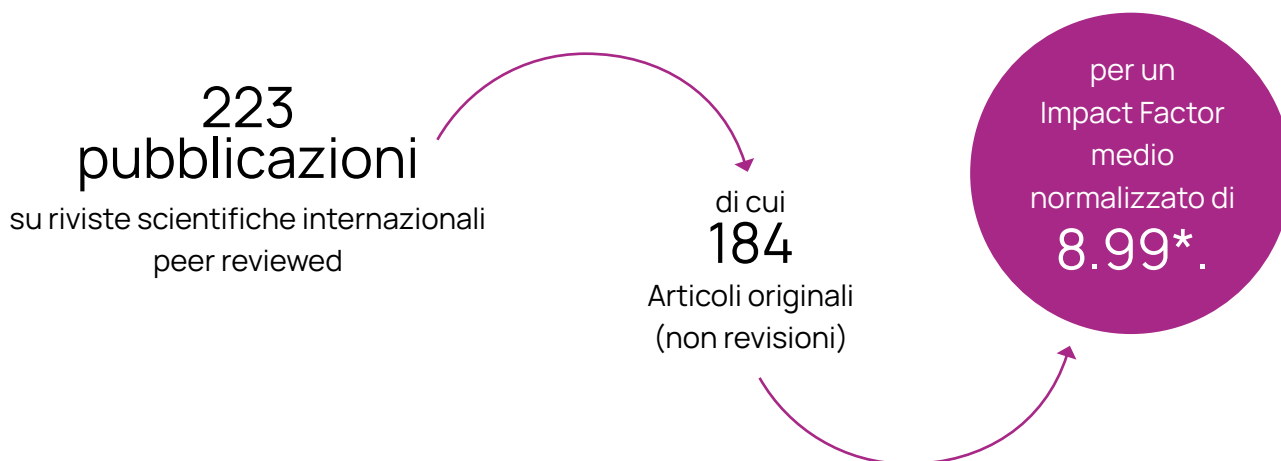 223
pubblicazioni
su riviste scientifiche internazionali
peer reviewed
di cui
184
Articoli originali
(non revisioni)
per un
Impact Factor
medio
normalizzato di
8.99*.